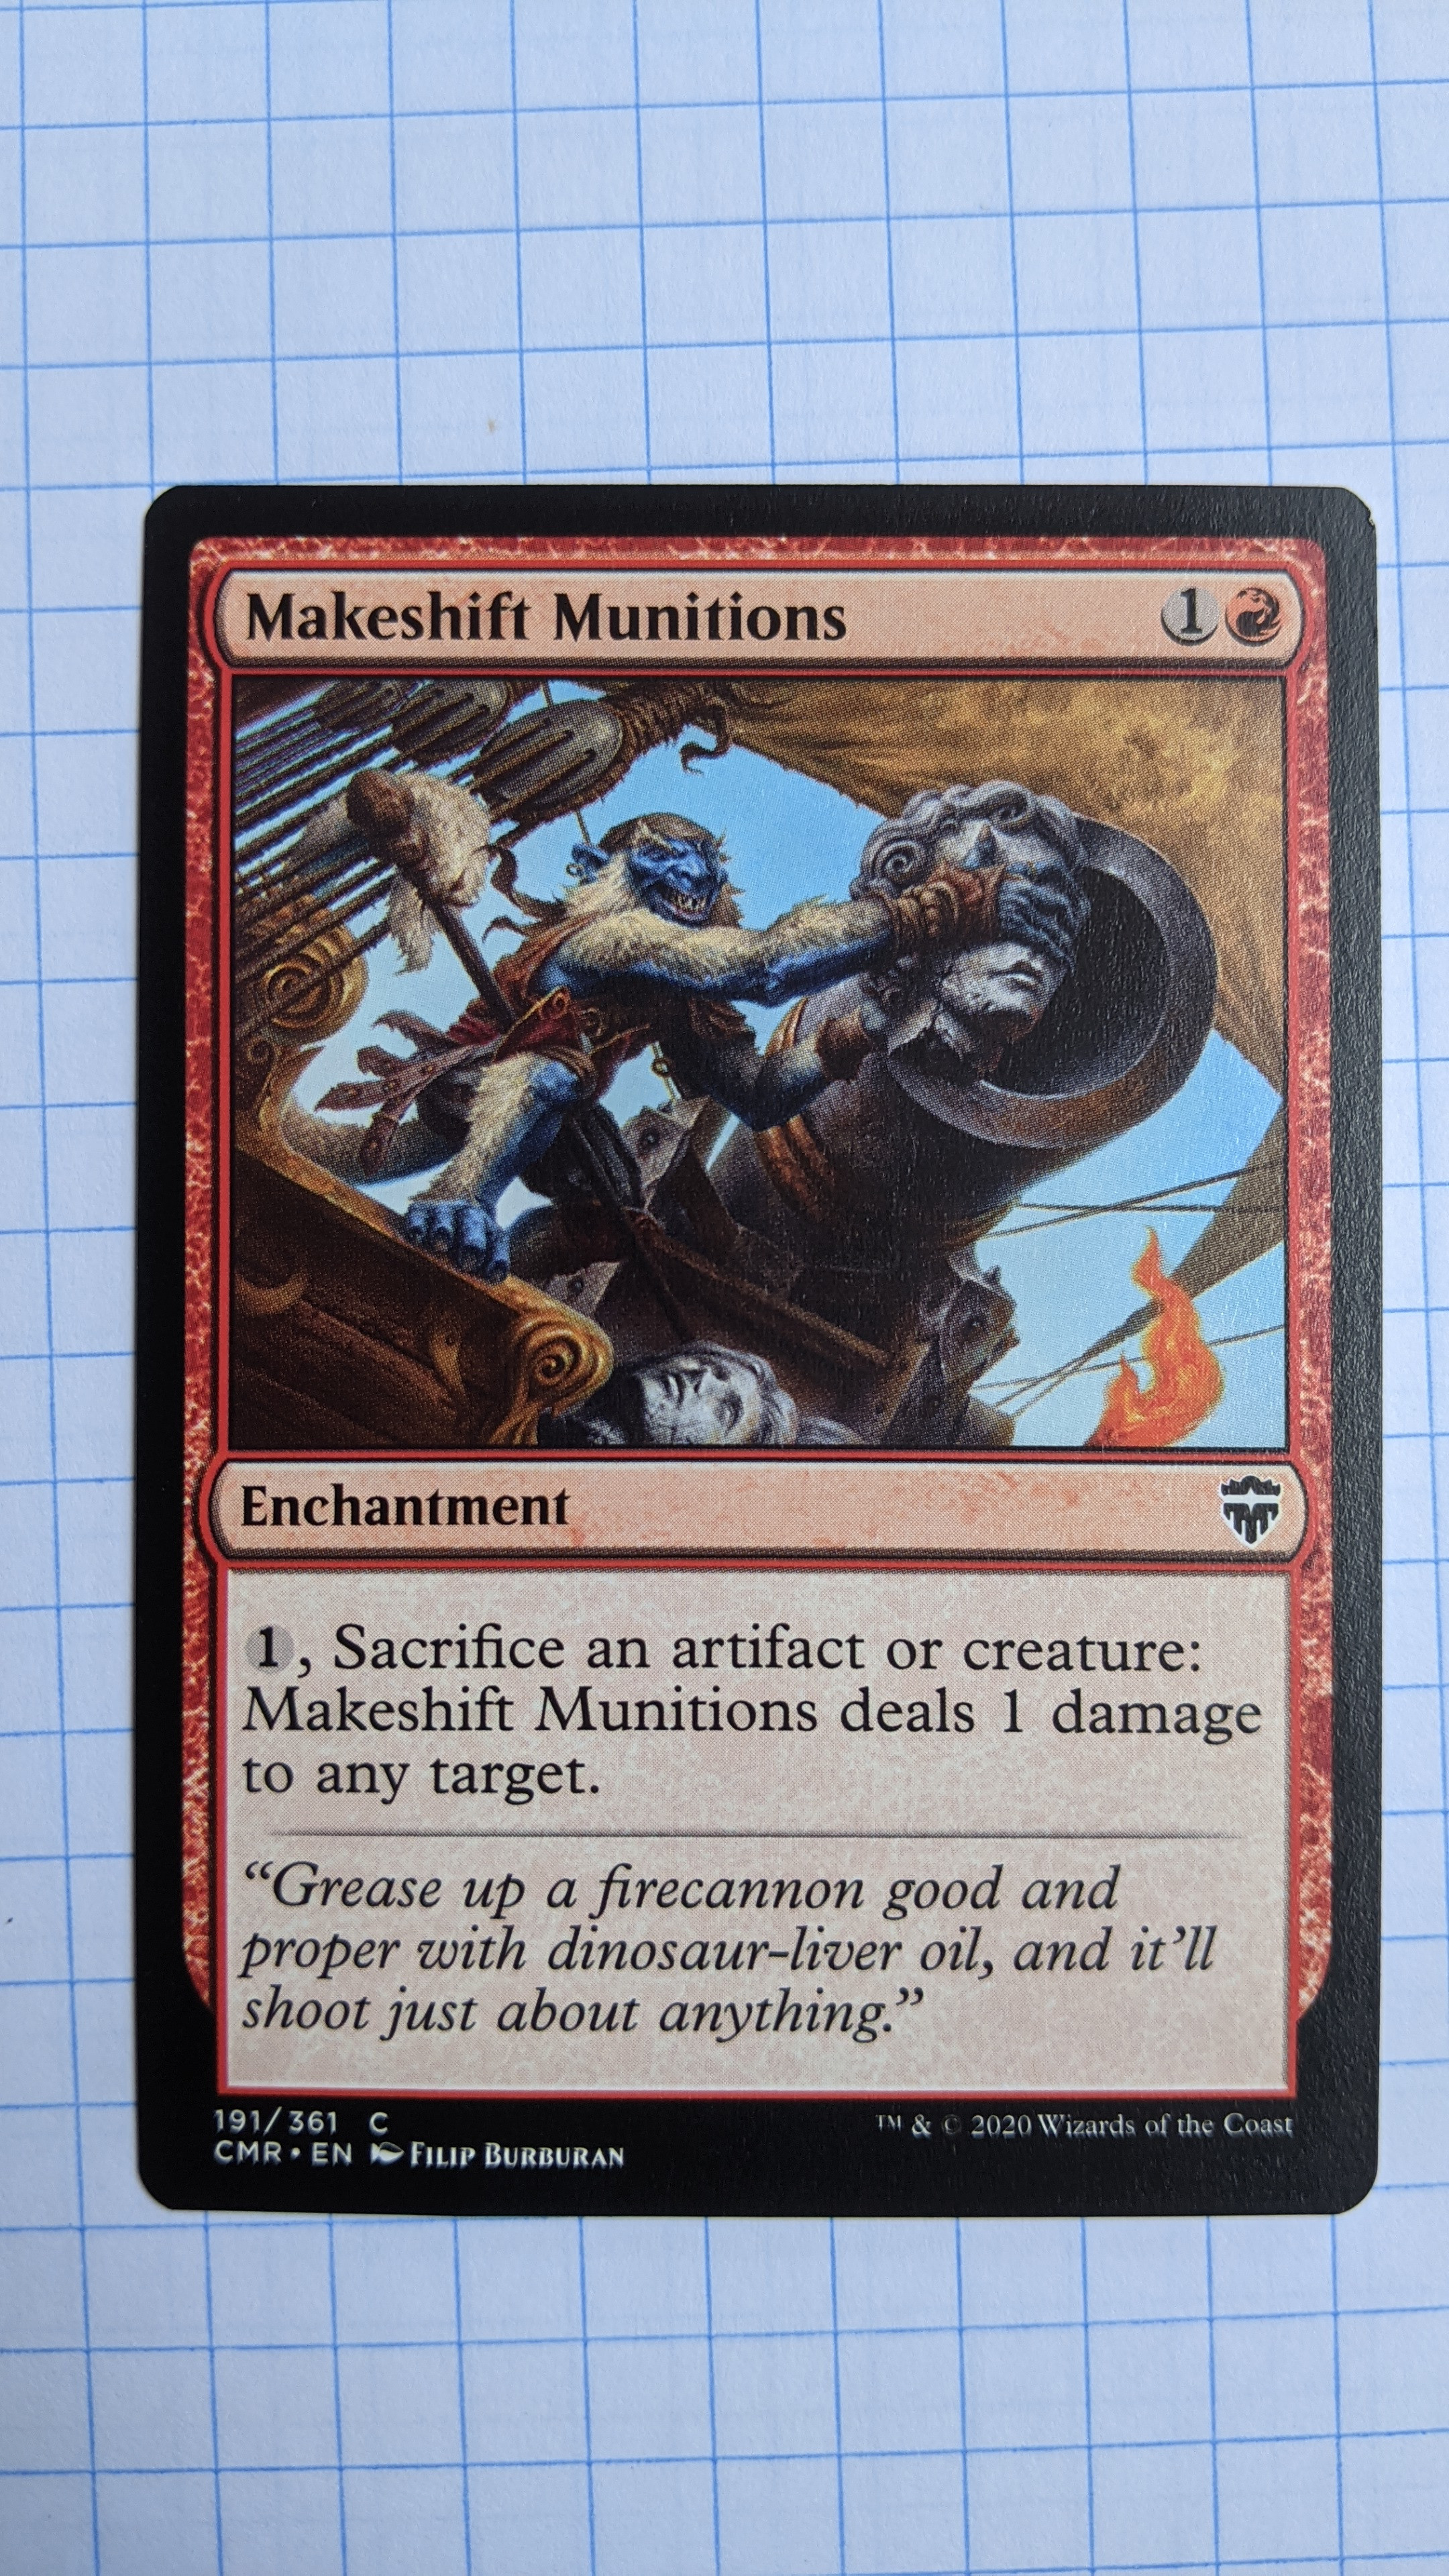 Makeshift Munitions 1
Enchantment
1, Sacrifice an artifact or creature:
Makeshift Munitions deals 1 damage
to any target.
“Grease up a firecannon good and
proper with dinosaur-liver oil, and it’ll
shoot just about anything.”
191/361 C
™ & © 2020 Wizards of the Coast
CMR • EN Filip Burburan